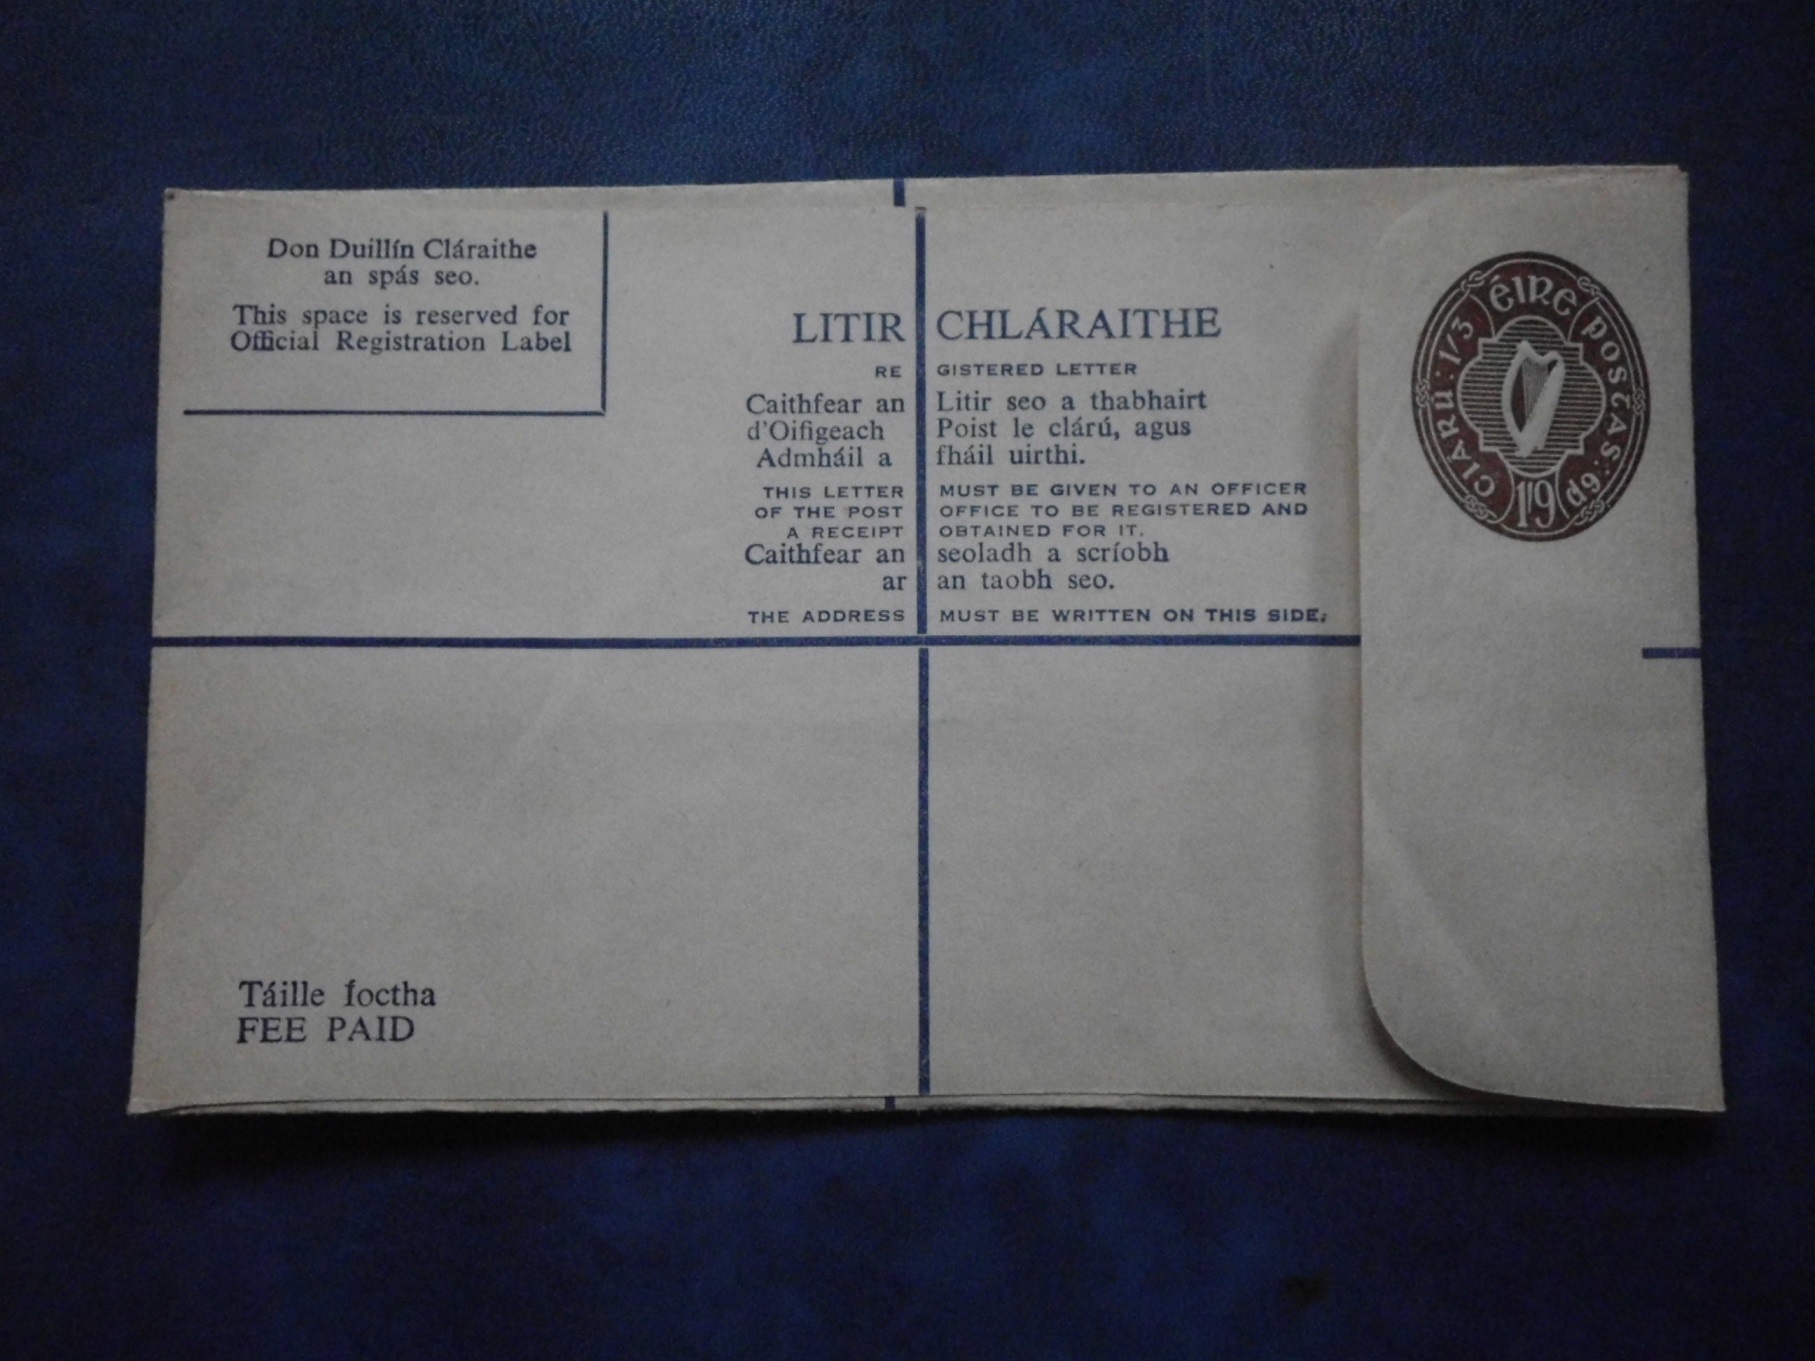 Don Duillín Cláraithe
an spás seo.
This space is reserved for
Official Registration Label
LITIR CHLÁRAITHE
REGISTERED LETTER
Caithfear an Litir seo a thabhairt
d'Oifigeach Poist le clárú, agus
Admháil a fháil uirthi.
THIS LETTER MUST BE GIVEN TO AN OFFICER
OF THE POST OFFICE TO BE REGISTERED AND
A RECEIPT OBTAINED FOR IT.
Caithfear an seoladh a scríobh
ar an taobh seo.
THE ADDRESS MUST BE WRITTEN ON THIS SIDE.
CLARÚ: 1/3
éire
postas: 6d
1/9
Táille íoctha
FEE PAID